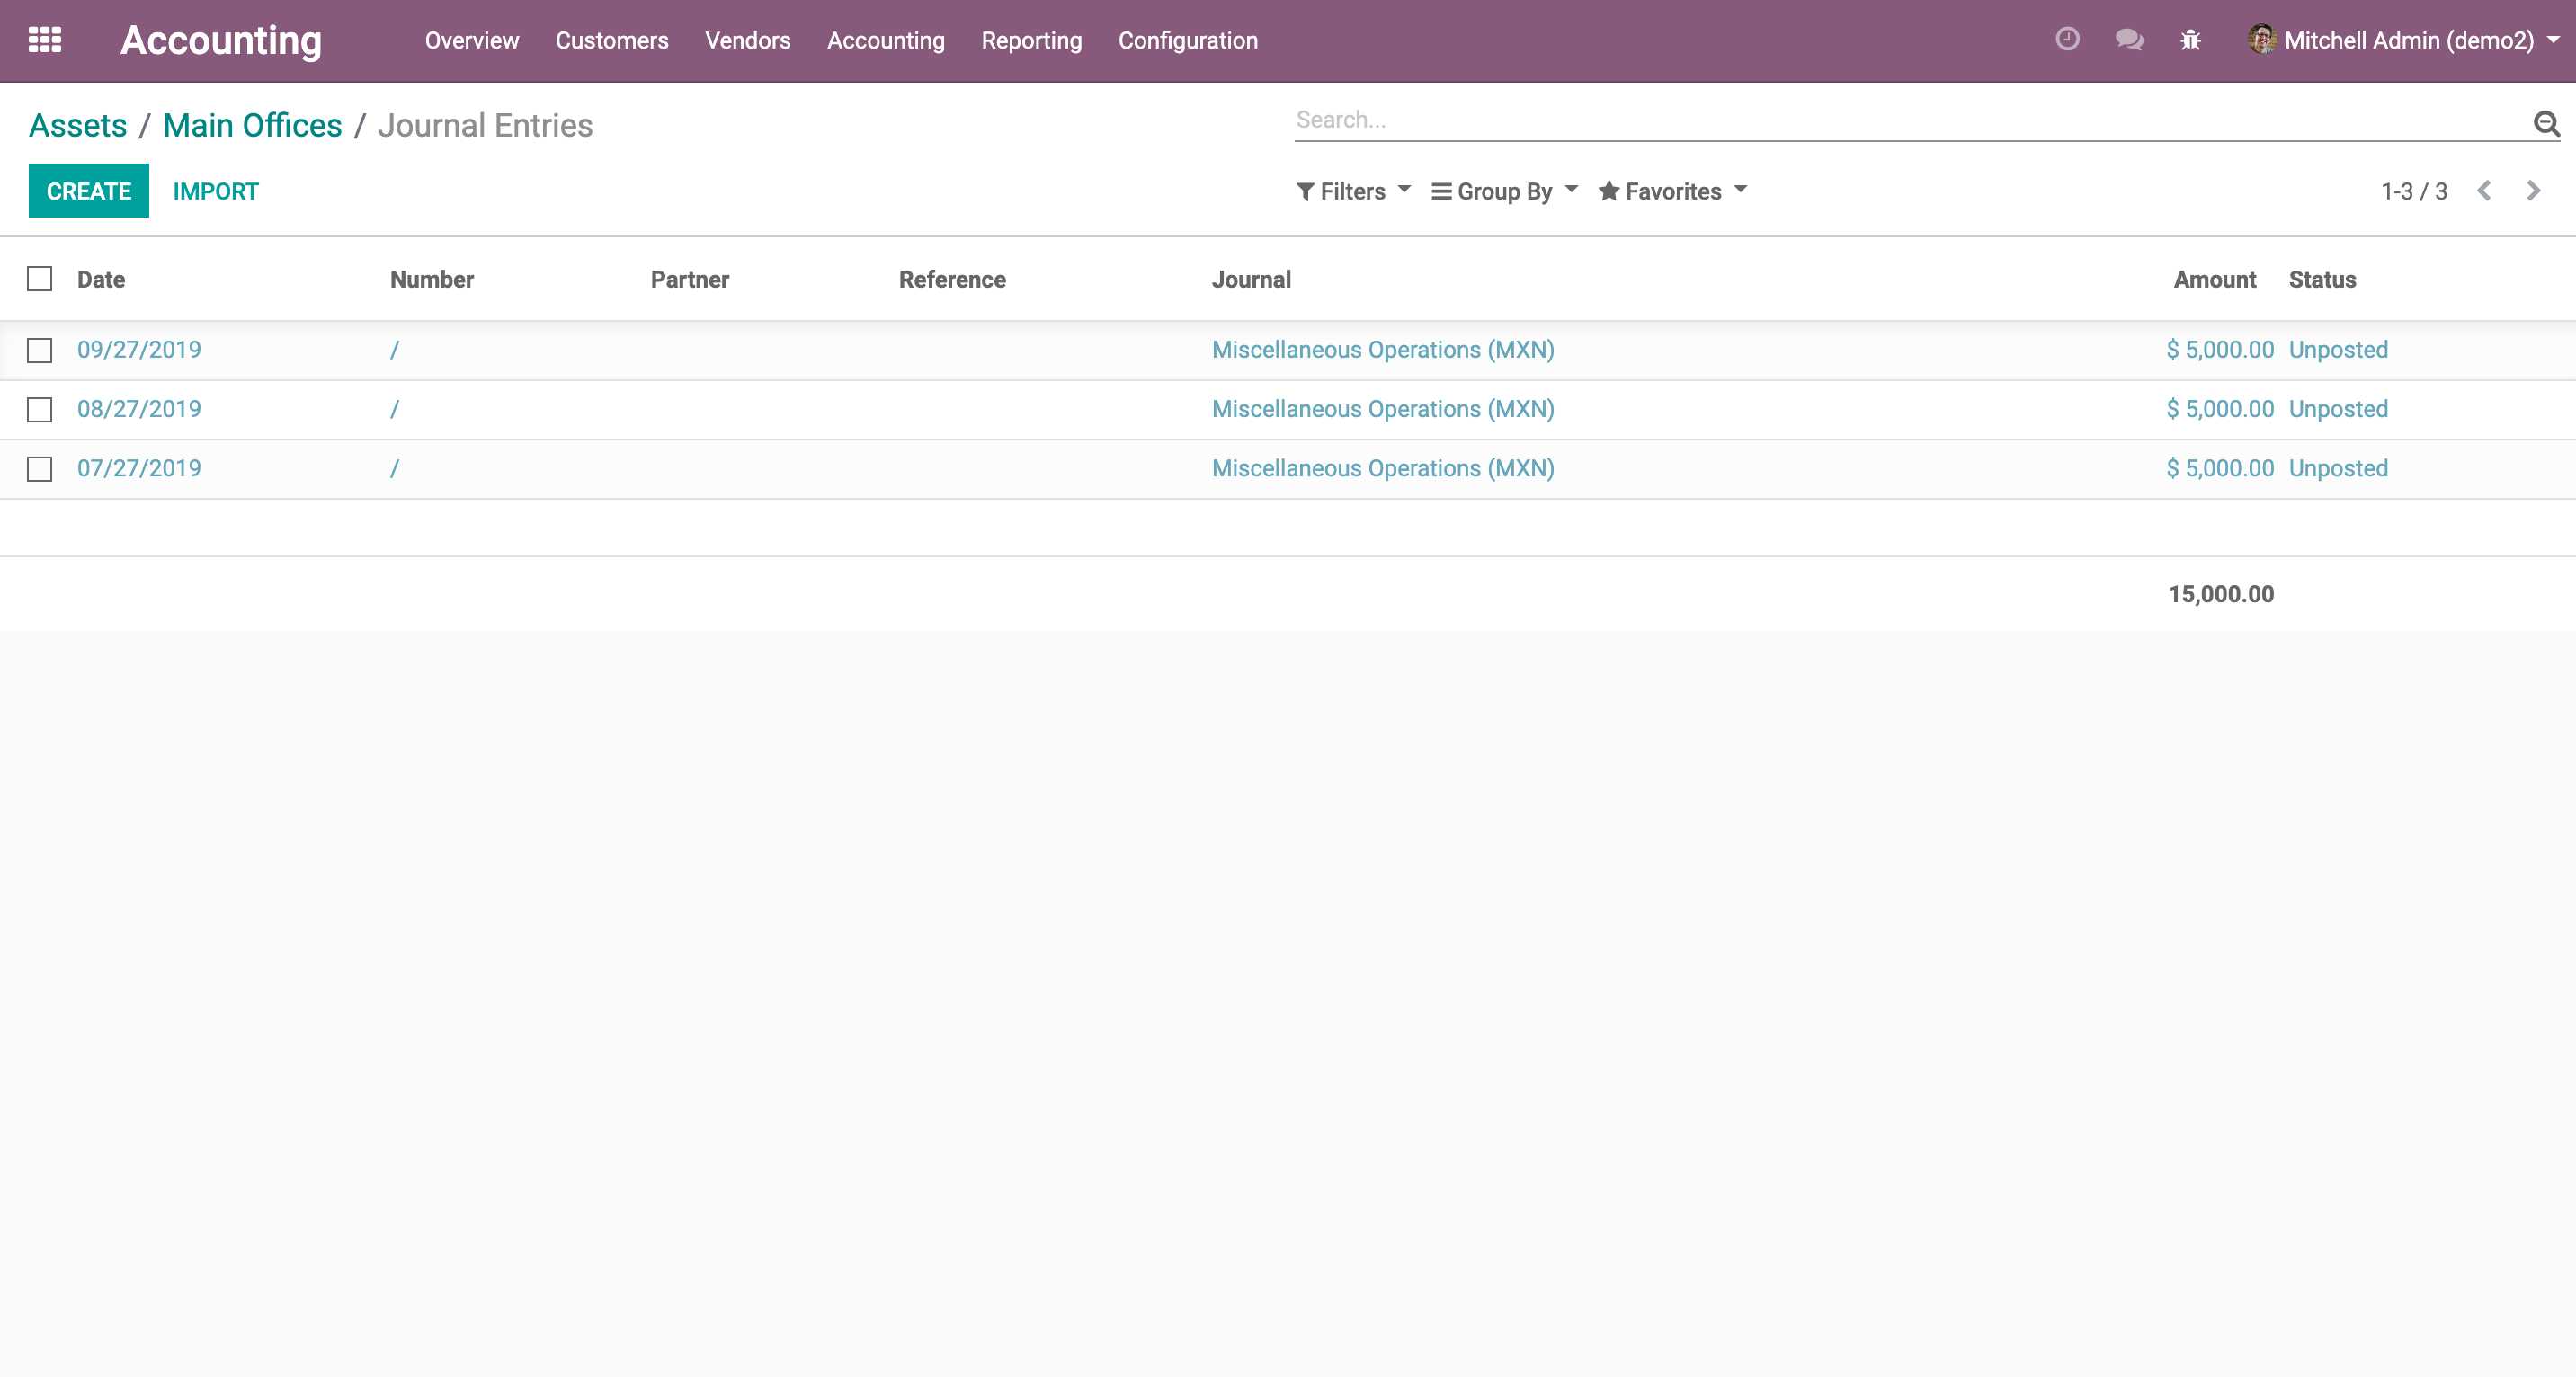 Accounting Overview Customers Vendors Accounting Reporting Configuration Mitchell Admin (demo2)
Assets / Main Offices / Journal Entries
Search...
CREATE IMPORT Filters Group By Favorites 1-3 / 3
Date Number Partner Reference Journal Amount Status
09/27/2019 / Miscellaneous Operations (MXN) $ 5,000.00 Unposted
08/27/2019 / Miscellaneous Operations (MXN) $ 5,000.00 Unposted
07/27/2019 / Miscellaneous Operations (MXN) $ 5,000.00 Unposted
15,000.00